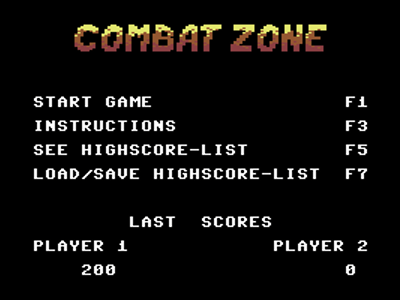 COMBAT ZONE
START GAME F1
INSTRUCTIONS F3
SEE HIGHSCORE-LIST F5
LOAD/SAVE HIGHSCORE-LIST F7
LAST SCORES
PLAYER 1 PLAYER 2
200 0